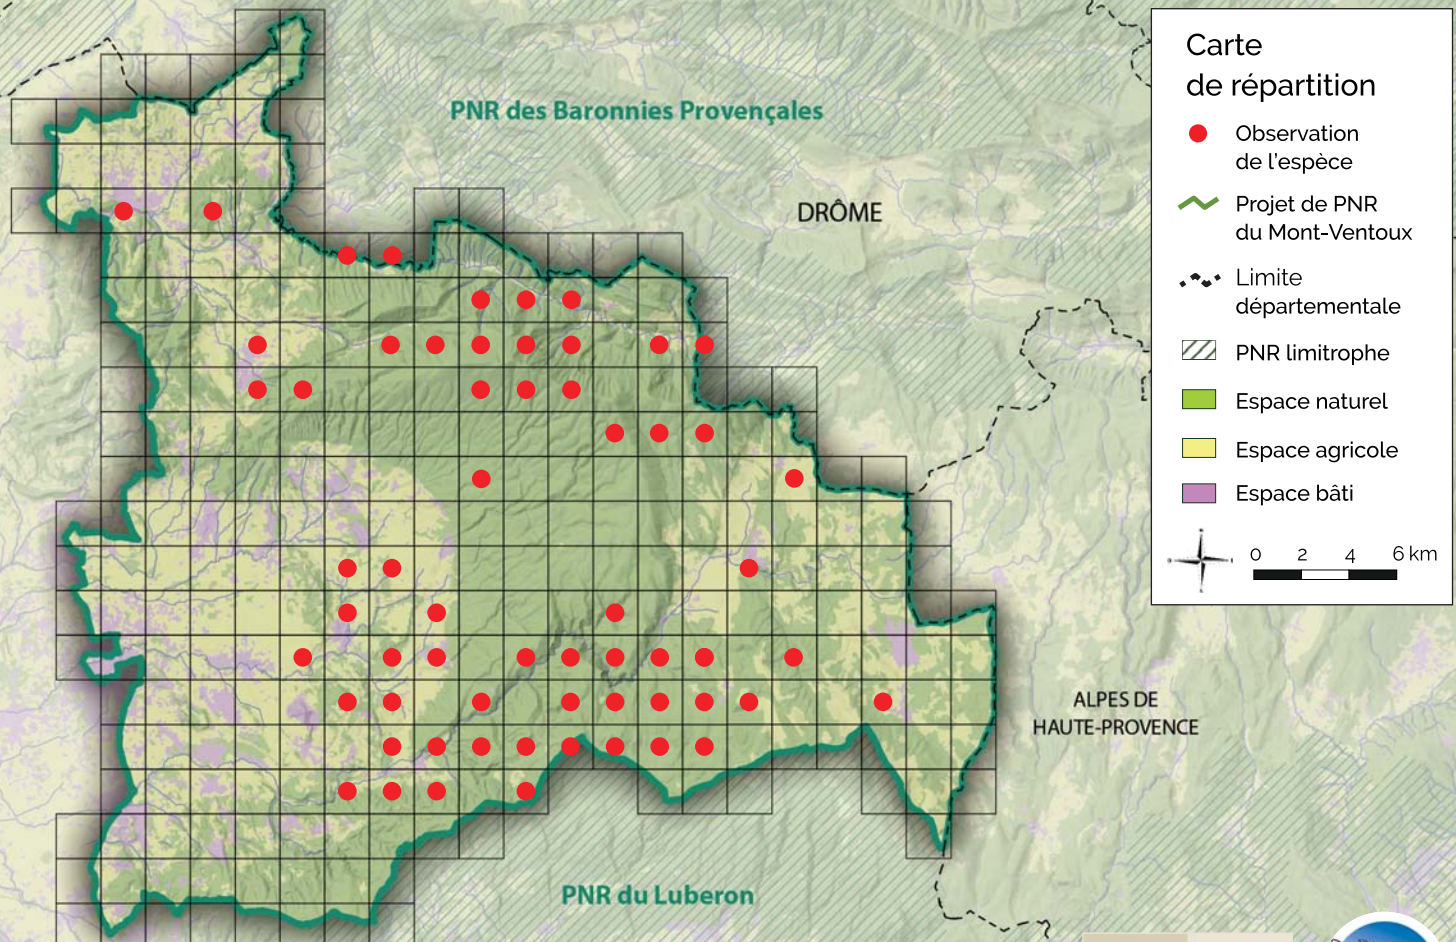 PNR des Baronnies Provençales
DRÔME
ALPES DE
HAUTE-PROVENCE
PNR du Luberon
Carte
de répartition
Observation
de l'espèce
Projet de PNR
du Mont-Ventoux
Limite
départementale
PNR limitrophe
Espace naturel
Espace agricole
Espace bâti
0 2 4 6 km